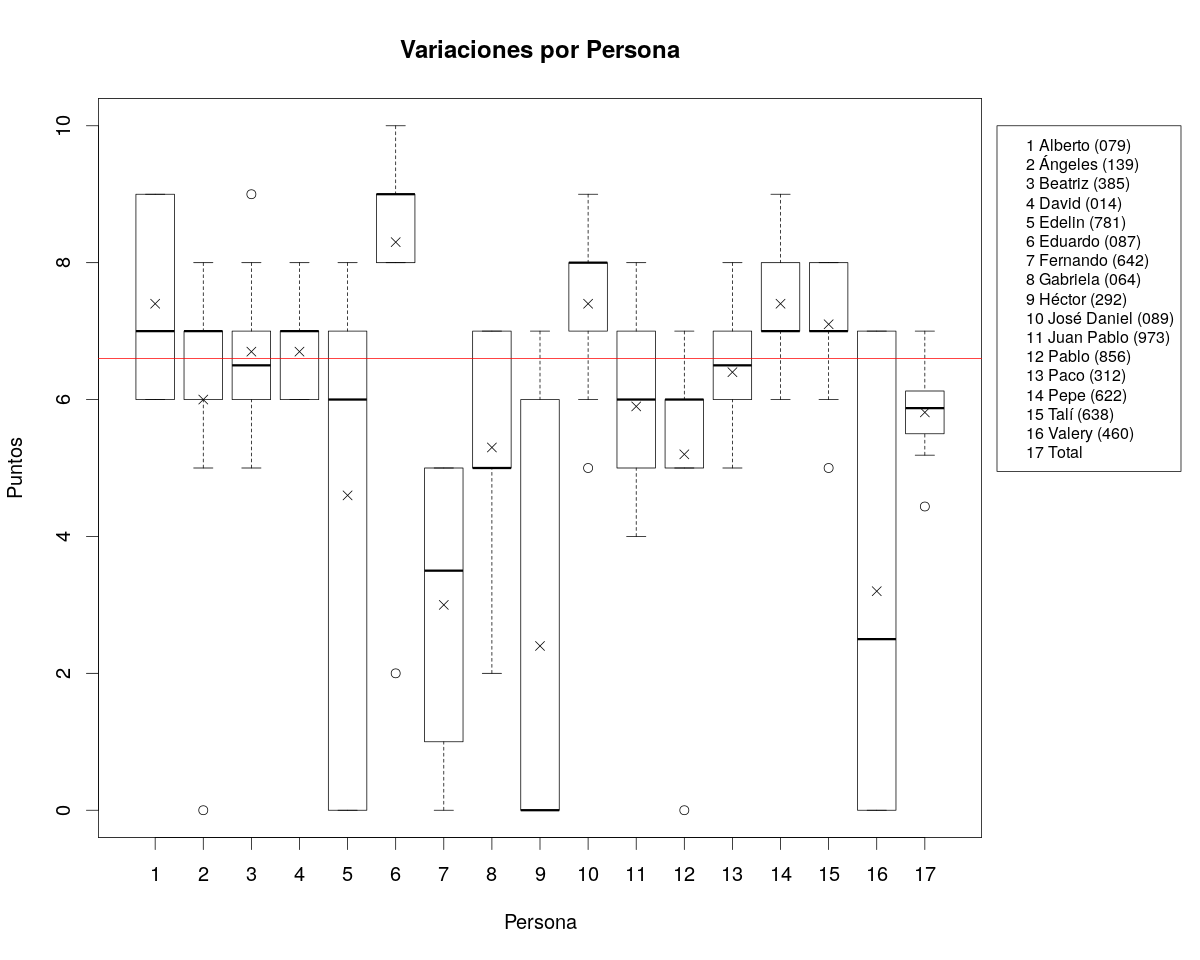 Variaciones por Persona
Puntos
10
8
6
4
2
0
1 2 3 4 5 6 7 8 9 10 11 12 13 14 15 16 17
Persona
1 Alberto (079)
2 Ángeles (139)
3 Beatriz (385)
4 David (014)
5 Edelin (781)
6 Eduardo (087)
7 Fernando (642)
8 Gabriela (064)
9 Héctor (292)
10 José Daniel (089)
11 Juan Pablo (973)
12 Pablo (856)
13 Paco (312)
14 Pepe (622)
15 Talí (638)
16 Valery (460)
17 Total